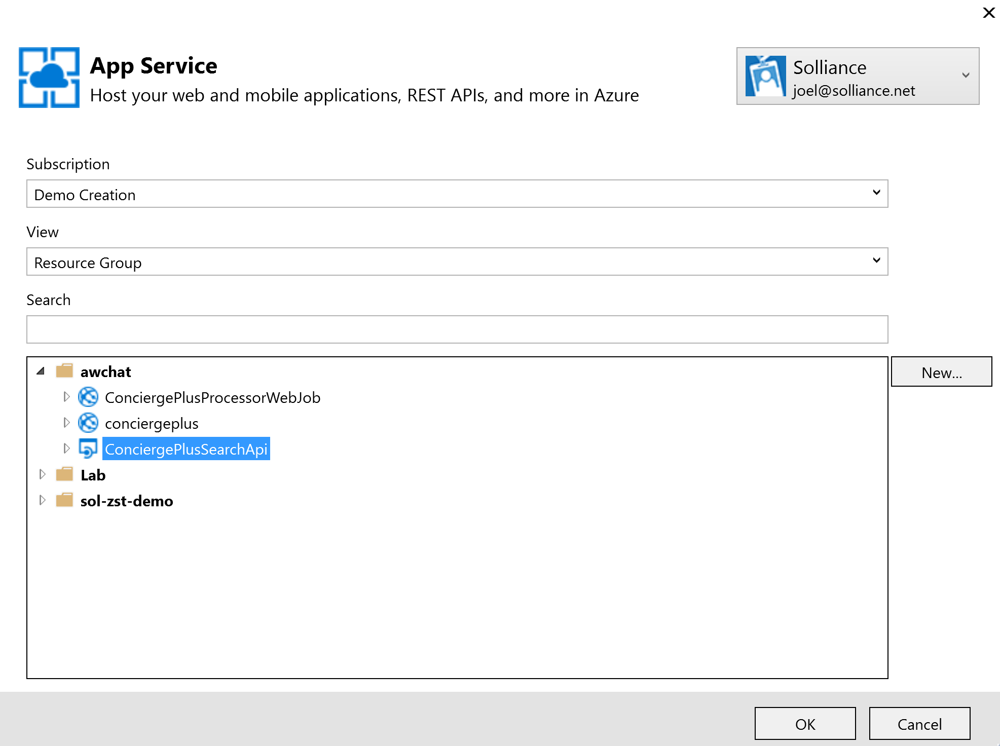 App Service
Host your web and mobile applications, REST APIs, and more in Azure
Solliance
joel@solliance.net
Subscription
Demo Creation
View
Resource Group
Search
awchat
New...
ConciergePlusProcessorWebJob
conciergeplus
ConciergePlusSearchApi
Lab
sol-zst-demo
OK
Cancel